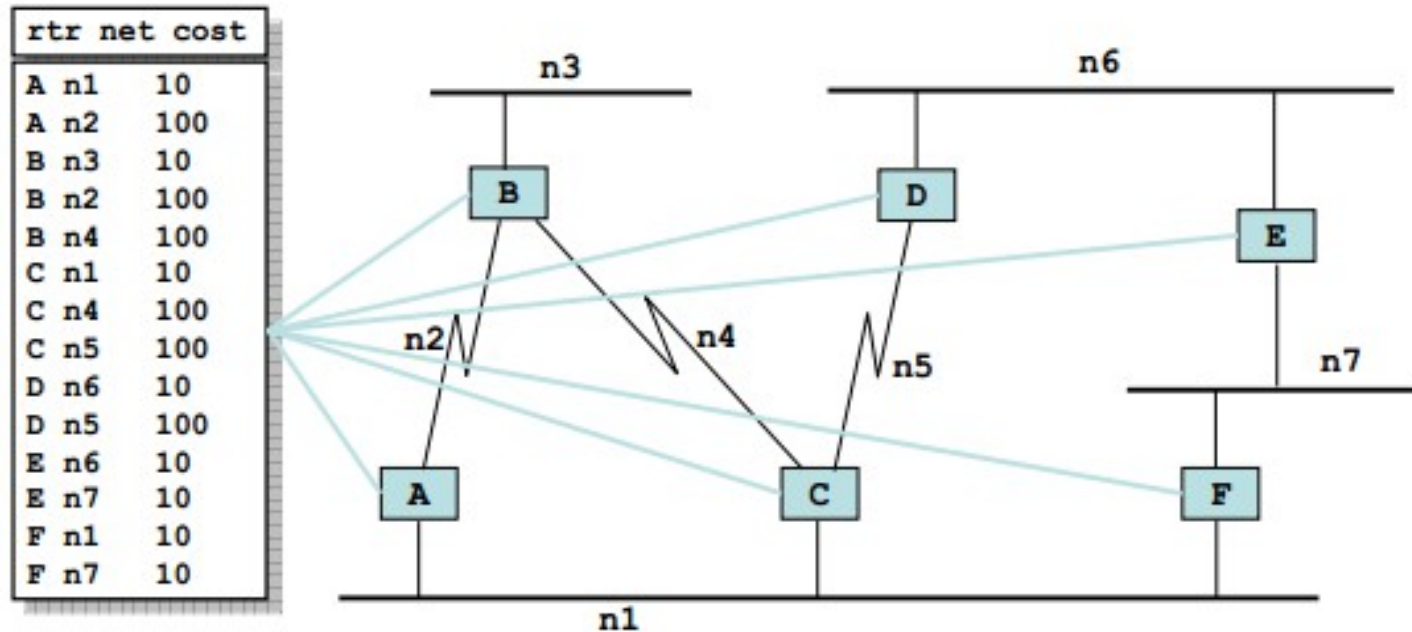 rtr net cost
A n1 10
A n2 100
B n3 10
B n2 100
B n4 100
C n1 10
C n4 100
C n5 100
D n6 10
D n5 100
E n6 10
E n7 10
F n1 10
F n7 10
n3
n6
B
D
E
n2
n4
n5
n7
A
C
F
n1